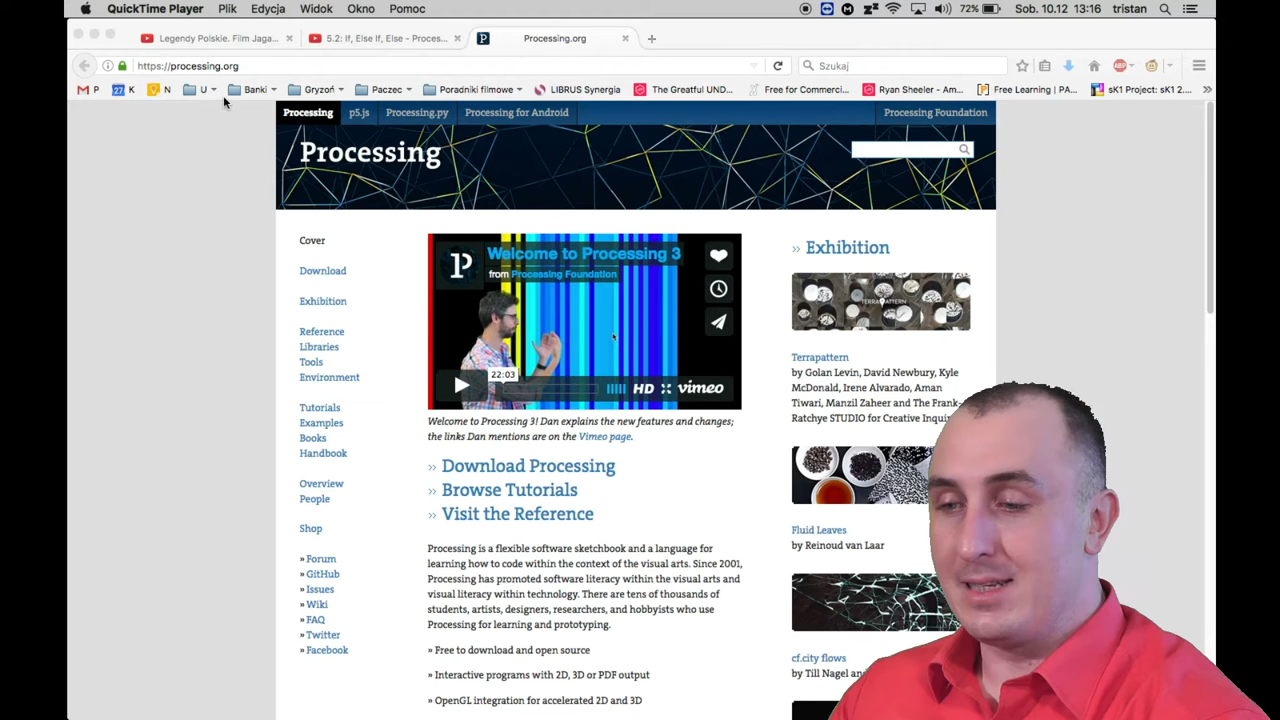 QuickTime Player Plik Edycja Widok Okno Pomoc 72% Sob. 10.12 13:16 tristan
Legendy Polskie. Film Jaga... 5.2: If, Else If, Else - Proces... Processing.org
https://processing.org Szukaj
P K N U Banki Gryzoń Paczec Poradniki filmowe LIBRUS Synergia The Greatful UND... Free for Commerci... Ryan Sheeler - Am... Free Learning | PA... sK1 Project: sK1 2....
Processing p5.js Processing.py Processing for Android Processing Foundation
Processing
Cover
Download
Exhibition
Reference
Libraries
Tools
Environment
Tutorials
Examples
Books
Handbook
Overview
People
Shop
» Forum
» GitHub
» Issues
» Wiki
» FAQ
» Twitter
» Facebook
Welcome to Processing 3
from Processing Foundation
22:03
HD vimeo
Welcome to Processing 3! Dan explains the new features and changes;
the links Dan mentions are on the Vimeo page.
» Download Processing
» Browse Tutorials
» Visit the Reference
Processing is a flexible software sketchbook and a language for
learning how to code within the context of the visual arts. Since 2001,
Processing has promoted software literacy within the visual arts and
visual literacy within technology. There are tens of thousands of
students, artists, designers, researchers, and hobbyists who use
Processing for learning and prototyping.
» Free to download and open source
» Interactive programs with 2D, 3D or PDF output
» OpenGL integration for accelerated 2D and 3D
» Exhibition
TERRAPATTERN
Terrapattern
by Golan Levin, David Newbury, Kyle
McDonald, Irene Alvarado, Aman
Tiwari, Manzil Zaheer and The Frank-
Ratchye STUDIO for Creative Inquir
Fluid Leaves
by Reinoud van Laar
cf.city flows
by Till Nagel an